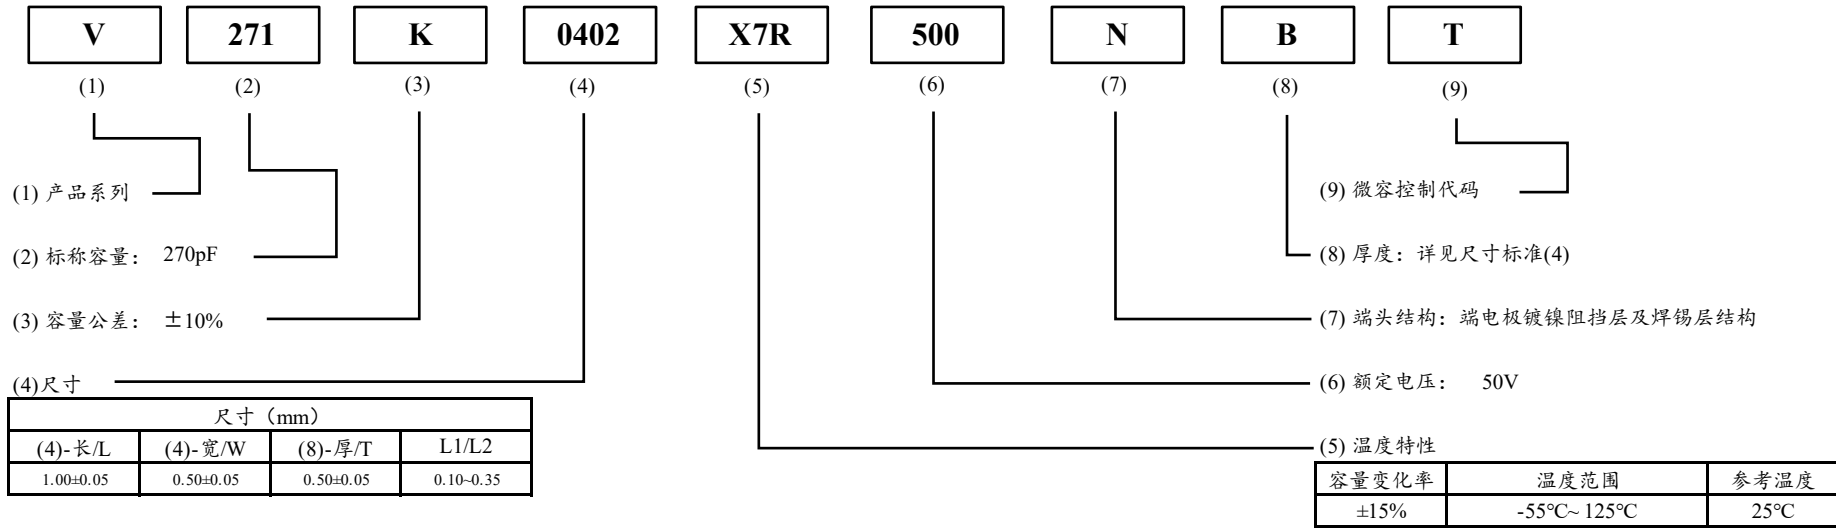 V 271 K 0402 X7R 500 N B T
(1) (2) (3) (4) (5) (6) (7) (8) (9)
(1) 产品系列
(9) 微容控制代码
(2) 标称容量： 270pF
(8) 厚度：详见尺寸标准(4)
(3) 容量公差： ±10%
(7) 端头结构：端电极镀镍阻挡层及焊锡层结构
(4)尺寸
(6) 额定电压： 50V
尺寸（mm）
(4)-长/L (4)-宽/W (8)-厚/T L1/L2
1.00±0.05 0.50±0.05 0.50±0.05 0.10~0.35
(5) 温度特性
容量变化率 温度范围 参考温度
±15% -55℃~ 125℃ 25℃